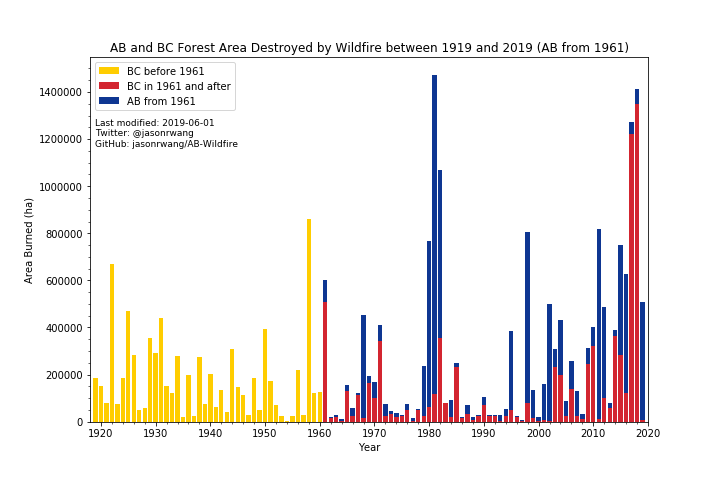 AB and BC Forest Area Destroyed by Wildfire between 1919 and 2019 (AB from 1961)
BC before 1961
BC in 1961 and after
AB from 1961
Last modified: 2019-06-01
Twitter: @jasonrwang
GitHub: jasonrwang/AB-Wildfire
Area Burned (ha)
1400000
1200000
1000000
800000
600000
400000
200000
0
1920 1930 1940 1950 1960 1970 1980 1990 2000 2010 2020
Year